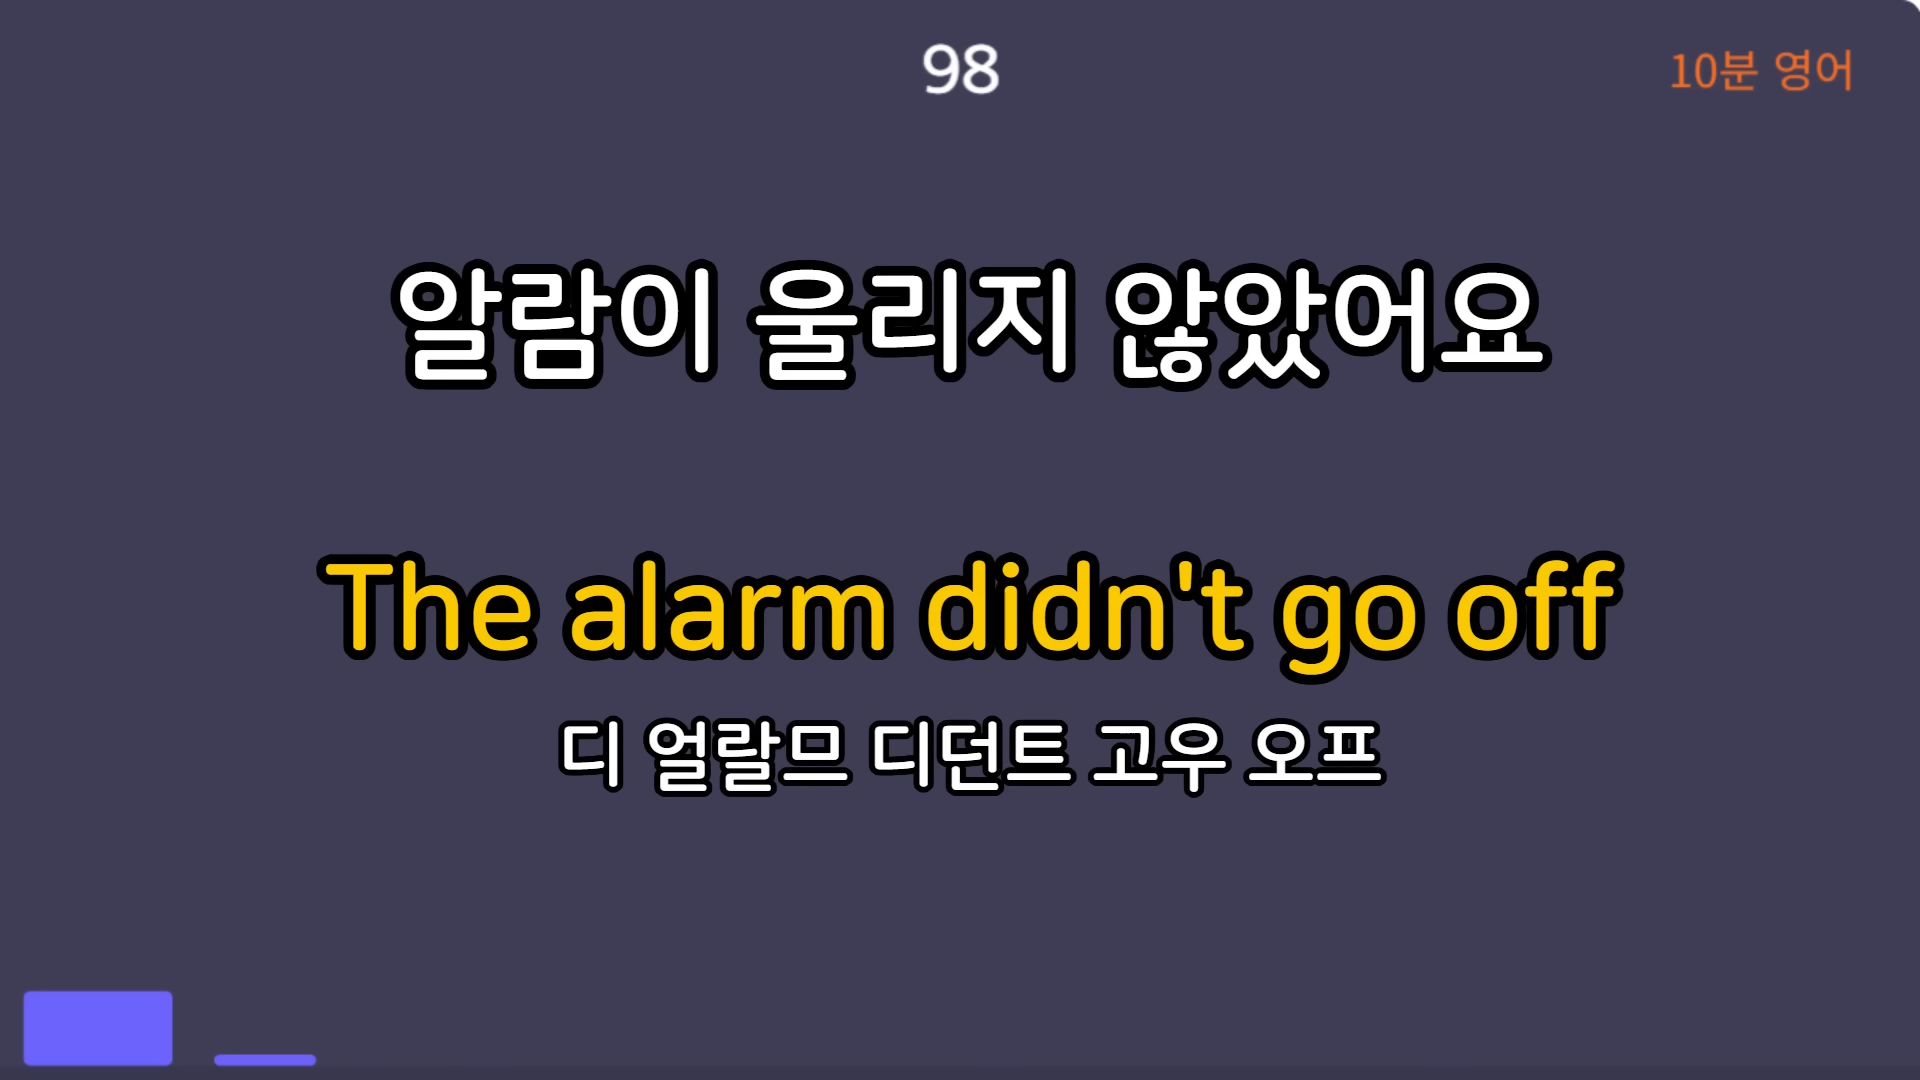 98
10분 영어
알람이 울리지 않았어요
The alarm didn't go off
디 얼랄므 디던트 고우 오프